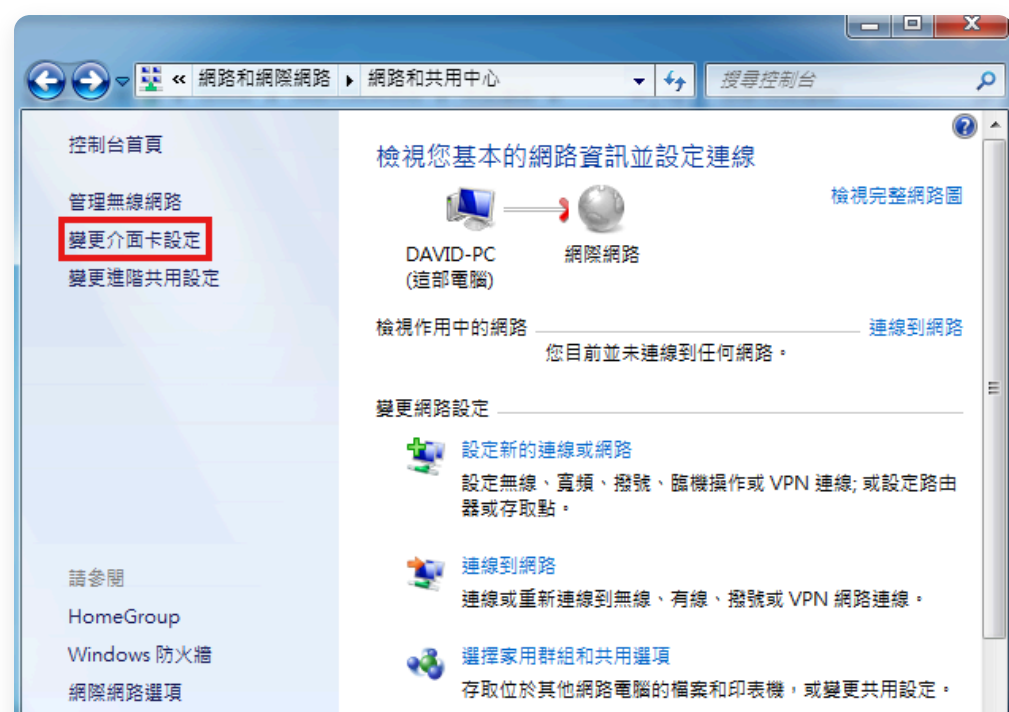 « 網路和網際網路 ▸ 網路和共用中心
搜尋控制台
控制台首頁
管理無線網路
變更介面卡設定
變更進階共用設定
請參閱
HomeGroup
Windows 防火牆
網際網路選項
檢視您基本的網路資訊並設定連線
檢視完整網路圖
DAVID-PC
(這部電腦)
網際網路
檢視作用中的網路
連線到網路
您目前並未連線到任何網路。
變更網路設定
設定新的連線或網路
設定無線、寬頻、撥號、臨機操作或 VPN 連線; 或設定路由
器或存取點。
連線到網路
連線或重新連線到無線、有線、撥號或 VPN 網路連線。
選擇家用群組和共用選項
存取位於其他網路電腦的檔案和印表機，或變更共用設定。